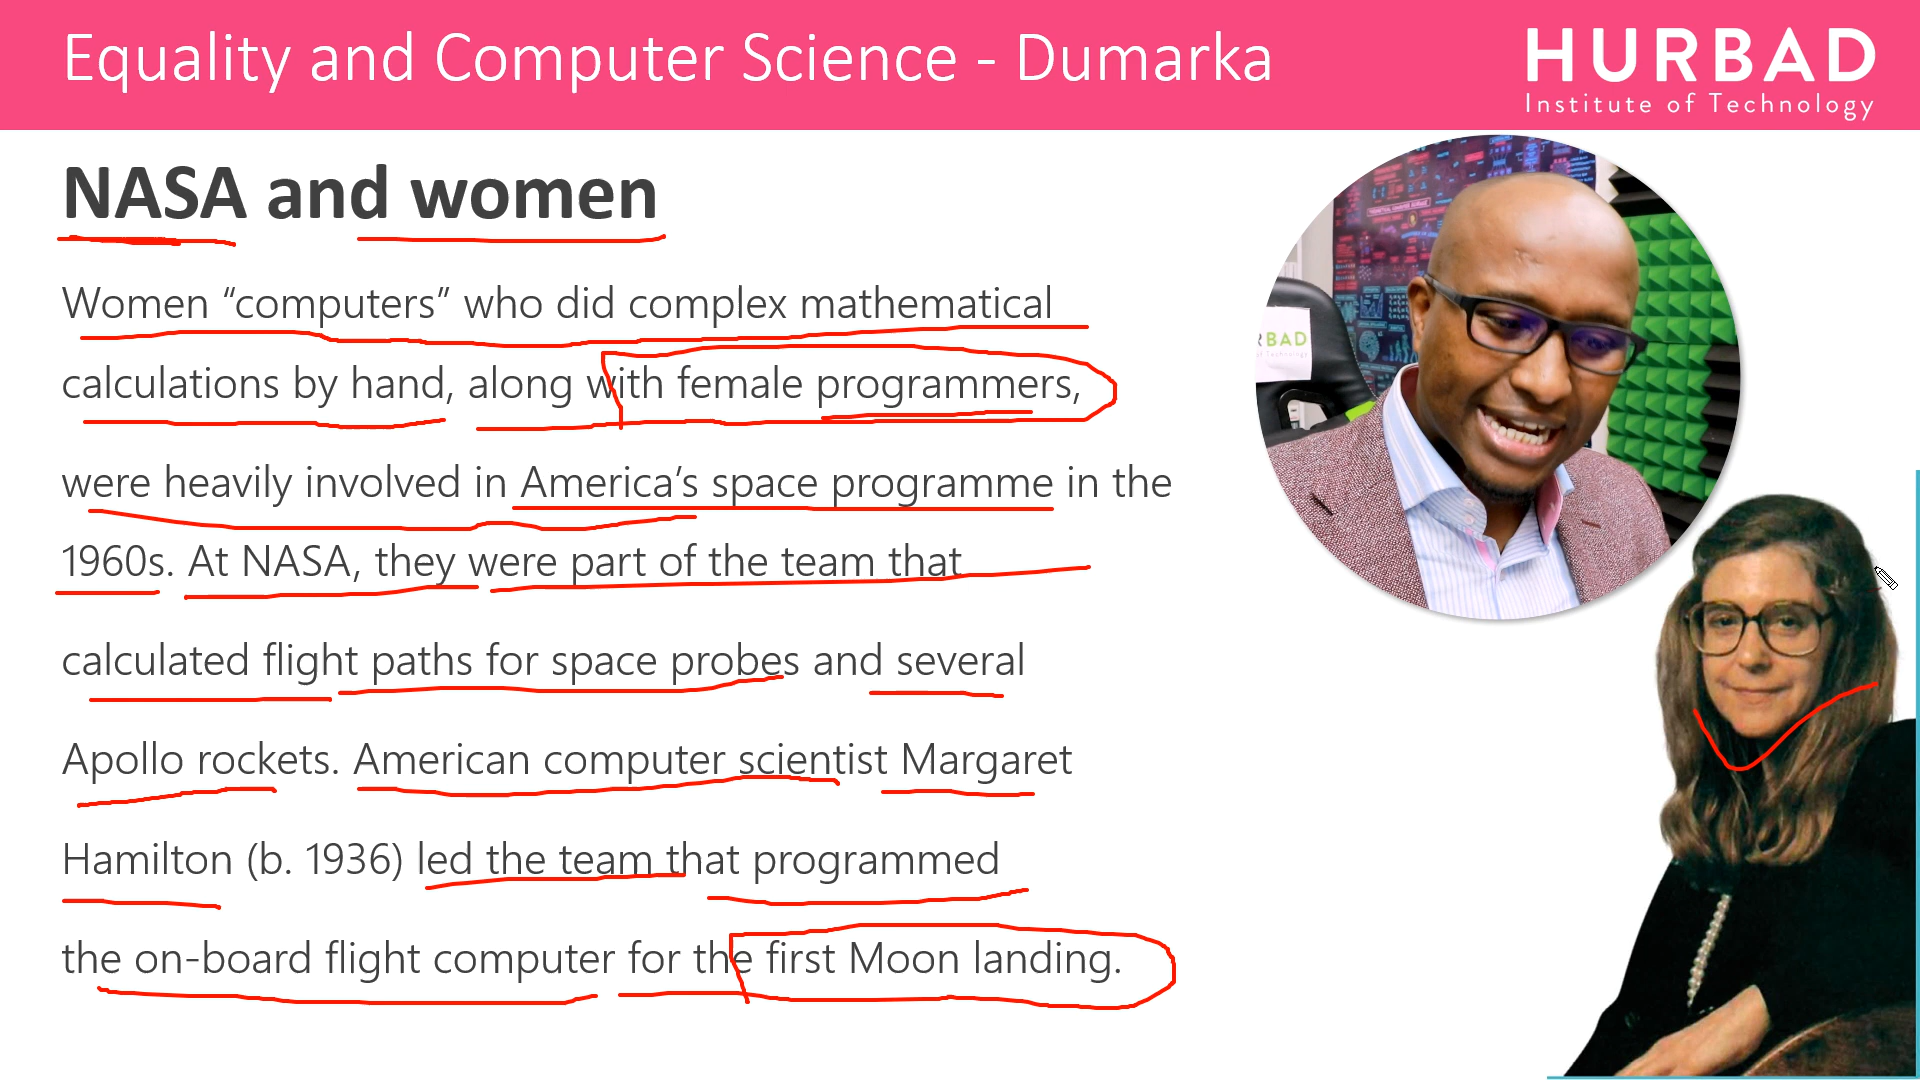 Equality and Computer Science - Dumarka
HURBAD
Institute of Technology
NASA and women
Women “computers” who did complex mathematical
calculations by hand, along with female programmers,
were heavily involved in America’s space programme in the
1960s. At NASA, they were part of the team that
calculated flight paths for space probes and several
Apollo rockets. American computer scientist Margaret
Hamilton (b. 1936) led the team that programmed
the on-board flight computer for the first Moon landing.
RBAD